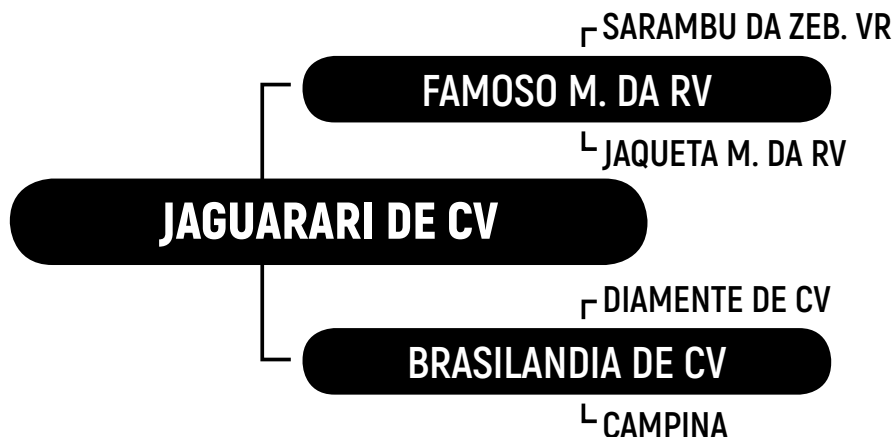 SARAMBU DA ZEB. VR
FAMOSO M. DA RV
JAQUETA M. DA RV
JAGUARARI DE CV
DIAMENTE DE CV
BRASILANDIA DE CV
CAMPINA